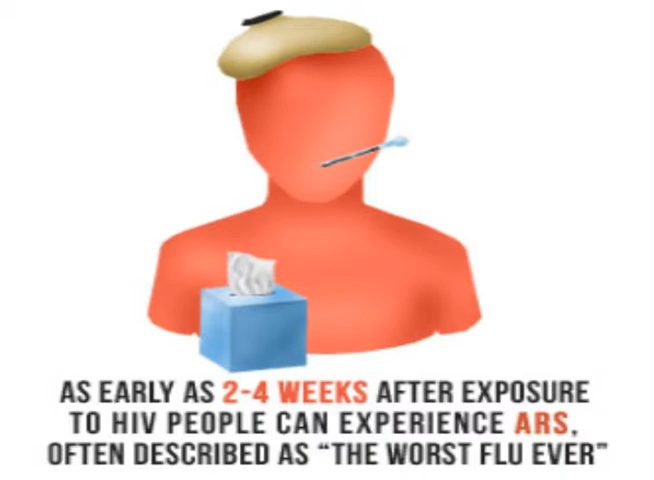 AS EARLY AS 2-4 WEEKS AFTER EXPOSURE
TO HIV PEOPLE CAN EXPERIENCE ARS,
OFTEN DESCRIBED AS “THE WORST FLU EVER”